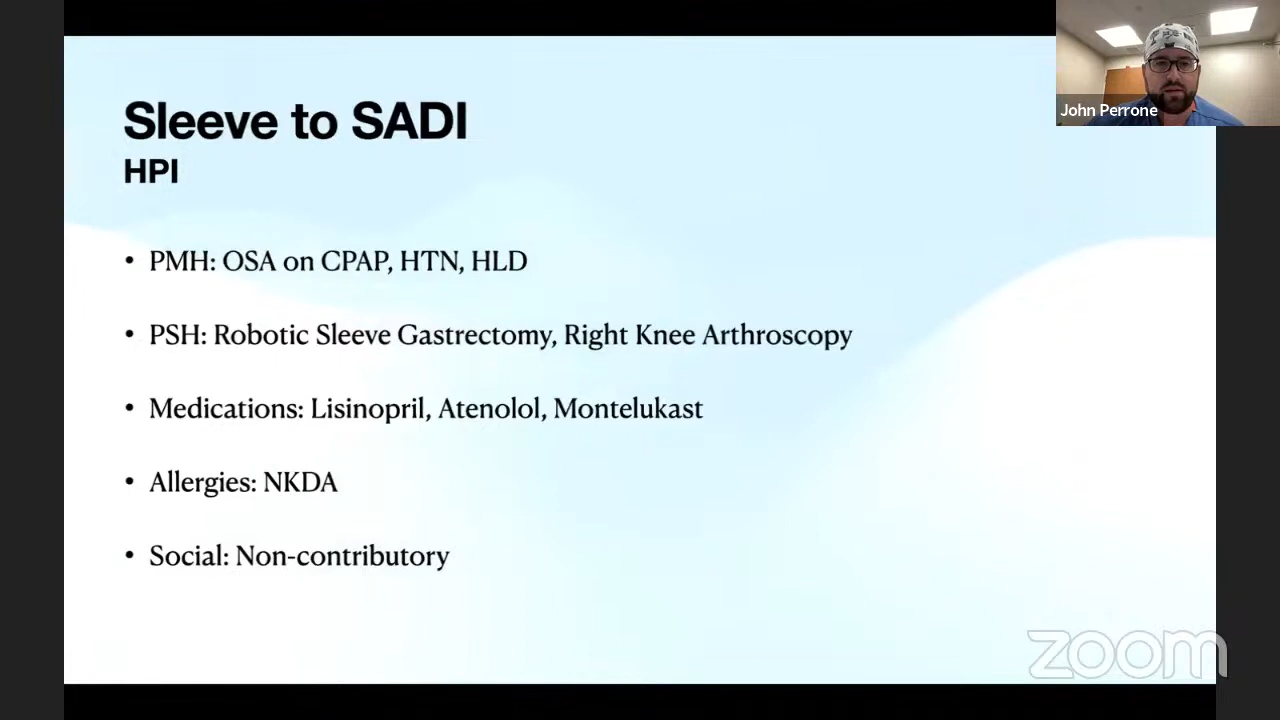 Sleeve to SADI
HPI
• PMH: OSA on CPAP, HTN, HLD
• PSH: Robotic Sleeve Gastrectomy, Right Knee Arthroscopy
• Medications: Lisinopril, Atenolol, Montelukast
• Allergies: NKDA
• Social: Non-contributory
John Perrone
zoom